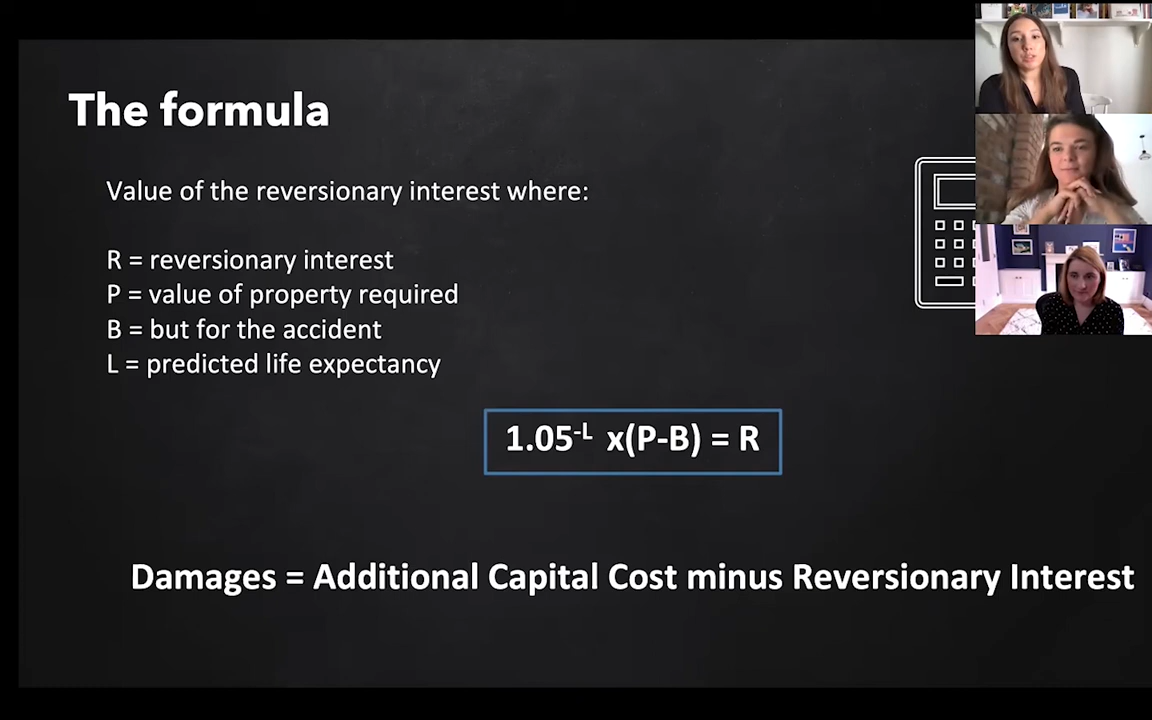 The formula
Value of the reversionary interest where:
R = reversionary interest
P = value of property required
B = but for the accident
L = predicted life expectancy
1.05⁻ᴸ x(P-B) = R
Damages = Additional Capital Cost minus Reversionary Interest